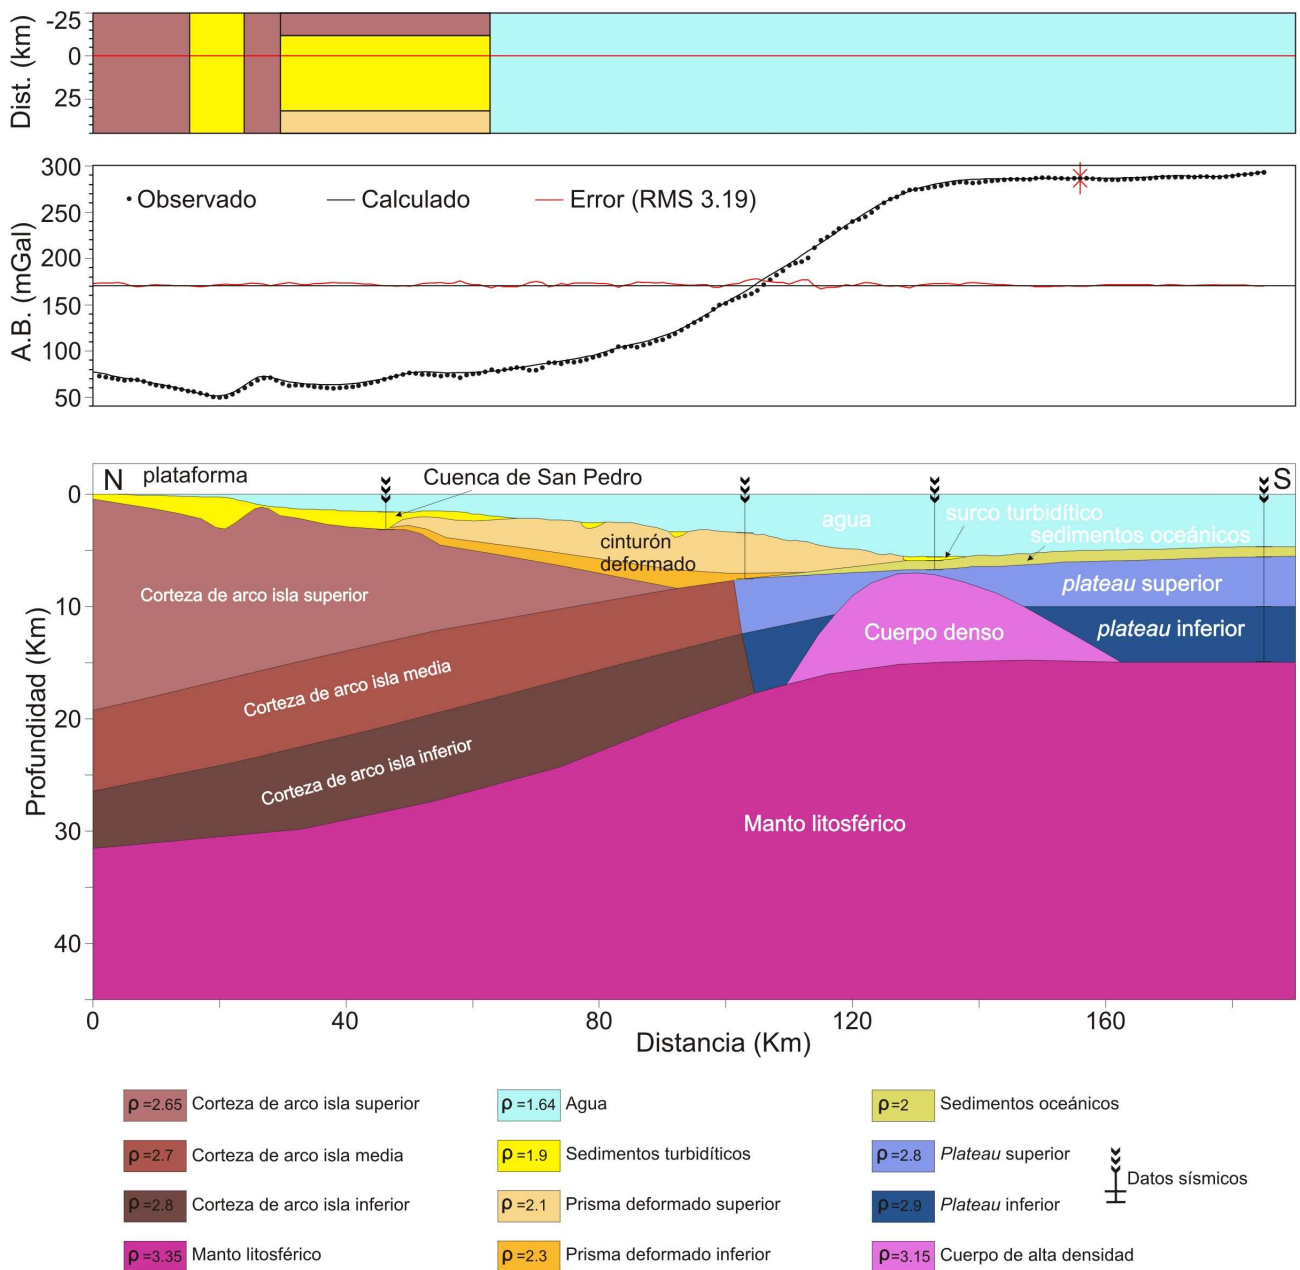 -25
0
25
Dist. (km)
300
250
200
150
100
50
A.B. (mGal)
Observado
Calculado
Error (RMS 3.19)
N
plataforma
Cuenca de San Pedro
S
agua
surco turbidítico
sedimentos oceánicos
cinturón
deformado
Corteza de arco isla superior
plateau superior
Cuerpo denso
plateau inferior
Corteza de arco isla media
Corteza de arco isla inferior
Manto litosférico
0
10
20
30
40
Profundidad (Km)
0
40
80
120
160
Distancia (Km)
ρ=2.65 Corteza de arco isla superior
ρ=2.7 Corteza de arco isla media
ρ=2.8 Corteza de arco isla inferior
ρ=3.35 Manto litosférico
ρ=1.64 Agua
ρ=1.9 Sedimentos turbidíticos
ρ=2.1 Prisma deformado superior
ρ=2.3 Prisma deformado inferior
ρ=2 Sedimentos oceánicos
ρ=2.8 Plateau superior
ρ=2.9 Plateau inferior
ρ=3.15 Cuerpo de alta densidad
Datos sísmicos